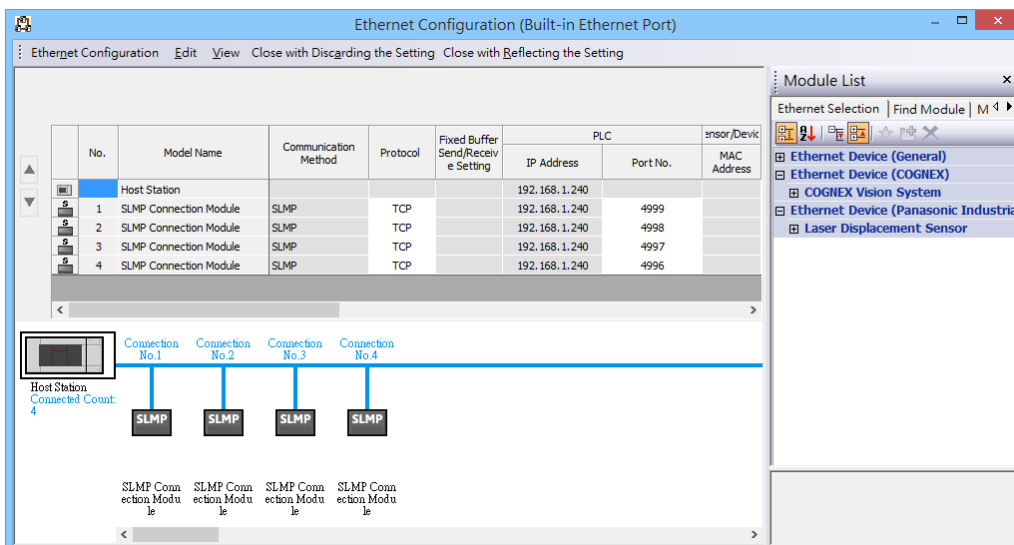 Ethernet Configuration (Built-in Ethernet Port)
Ethernet Configuration Edit View Close with Discarding the Setting Close with Reflecting the Setting
Module List
Ethernet Selection Find Module M
No. Model Name Communication Method Protocol Fixed Buffer Send/Receiv e Setting PLC ensor/Devic
IP Address Port No. MAC Address
Host Station 192.168.1.240
1 SLMP Connection Module SLMP TCP 192.168.1.240 4999
2 SLMP Connection Module SLMP TCP 192.168.1.240 4998
3 SLMP Connection Module SLMP TCP 192.168.1.240 4997
4 SLMP Connection Module SLMP TCP 192.168.1.240 4996
Ethernet Device (General)
Ethernet Device (COGNEX)
COGNEX Vision System
Ethernet Device (Panasonic Industria
Laser Displacement Sensor
Connection No.1 Connection No.2 Connection No.3 Connection No.4
Host Station
Connected Count:
4
SLMP SLMP SLMP SLMP
SLMP Conn SLMP Conn SLMP Conn SLMP Conn
ection Modu ection Modu ection Modu ection Modu
le le le le